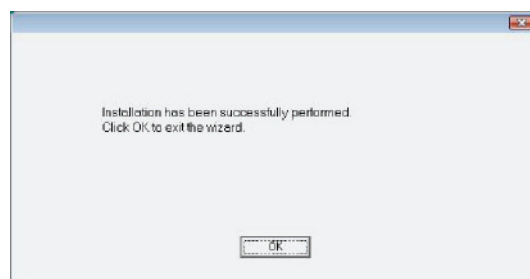 Installation has been successfully performed.
Click OK to exit the wizard.
OK